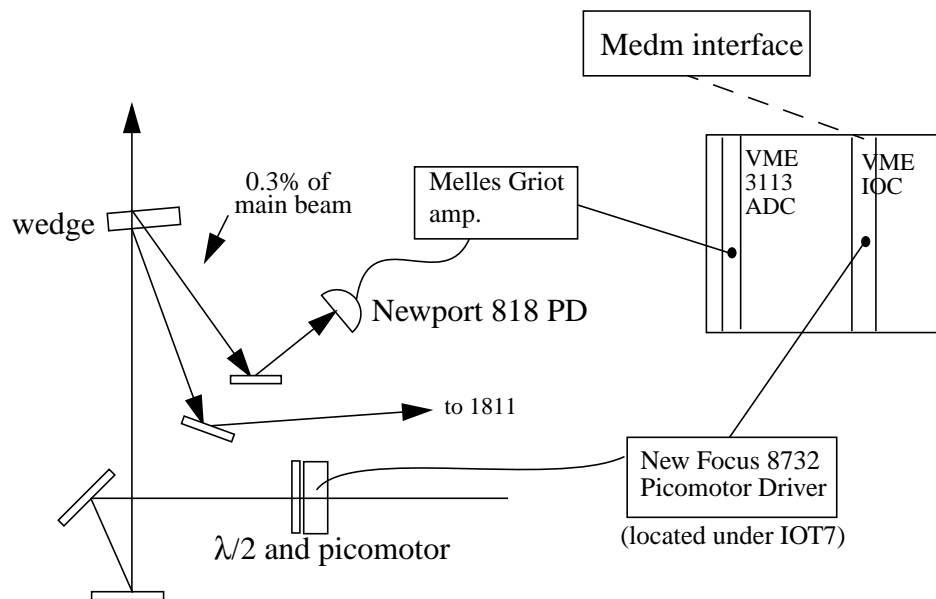 Medm interface
VME
3113
ADC
VME
IOC
Melles Griot
amp.
0.3% of
main beam
wedge
Newport 818 PD
to 1811
New Focus 8732
Picomotor Driver
(located under IOT7)
λ/2 and picomotor